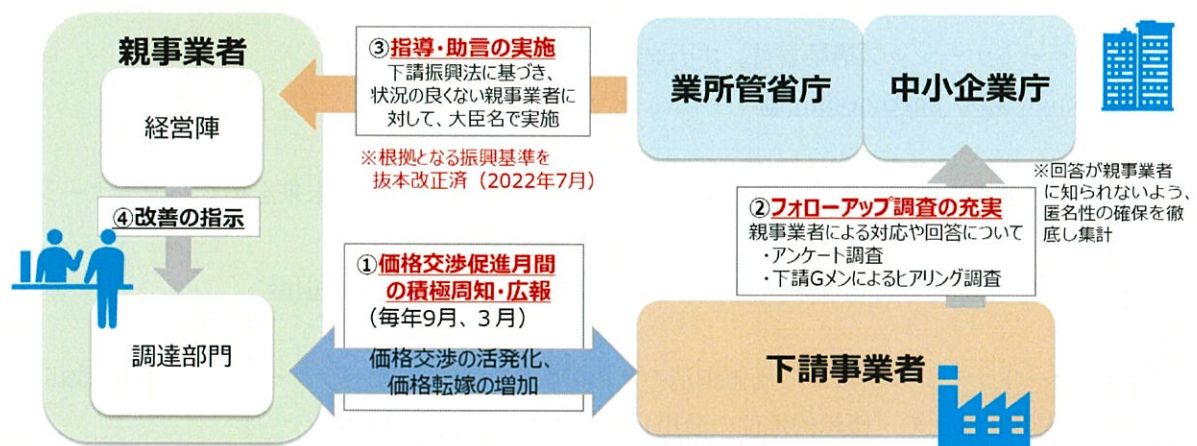 親事業者
経営陣
④改善の指示
調達部門
③指導・助言の実施
下請振興法に基づき、
状況の良くない親事業者に
対して、大臣名で実施
※根拠となる振興基準を
抜本改正済（2022年7月）
①価格交渉促進月間
の積極周知・広報
（毎年9月、３月）
価格交渉の活発化、
価格転嫁の増加
業所管省庁
中小企業庁
②フォローアップ調査の充実
親事業者による対応や回答について
・アンケート調査
・下請Gメンによるヒアリング調査
※回答が親事業者
に知られないよう、
匿名性の確保を徹
底し集計
下請事業者